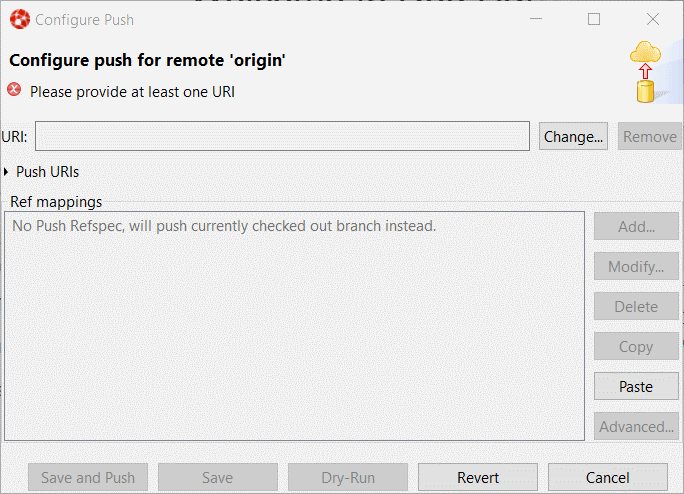 Configure Push
Configure push for remote 'origin'
Please provide at least one URI
URI:
Change...
Remove
Push URIs
Ref mappings
No Push Refspec, will push currently checked out branch instead.
Add...
Modify...
Delete
Copy
Paste
Advanced...
Save and Push
Save
Dry-Run
Revert
Cancel